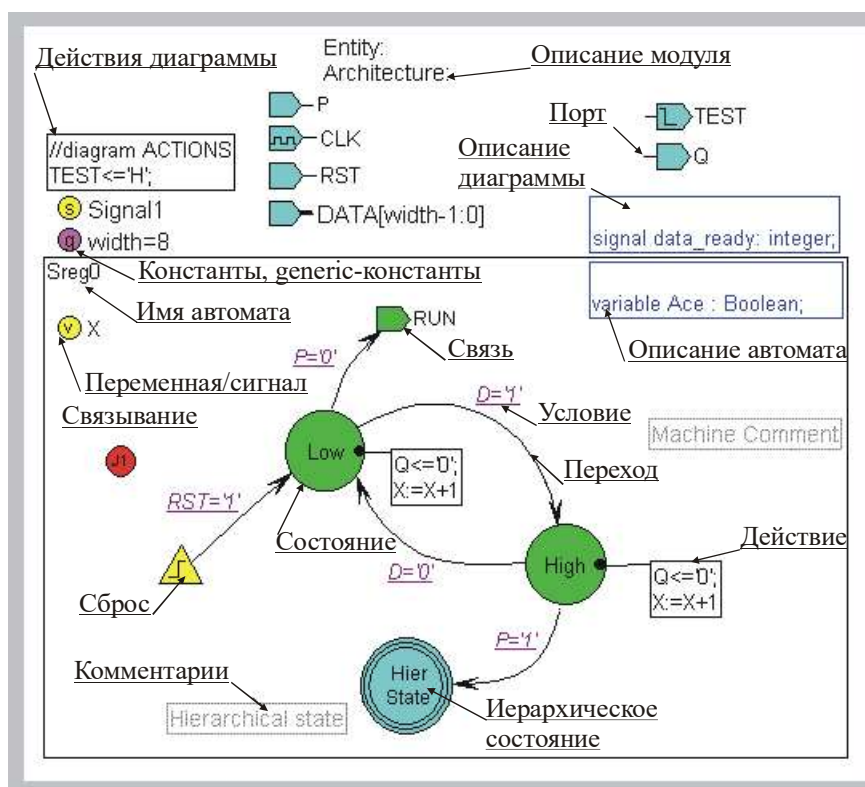 Действия диаграммы
Entity:
Architecture:
Описание модуля
P
CLK
RST
DATA[width-1:0]
Порт
TEST
Q
Описание
диаграммы
//diagram ACTIONS
TEST<='H';
s Signal1
g width=8
signal data_ready: integer;
Константы, generic-константы
Sreg0
variable Ace : Boolean;
Имя автомата
V X
RUN
Связь
Описание автомата
P='0'
Переменная/сигнал
Связывание
D='1'
Условие
Machine Comment
J1
Low
Q<='0';
X:=X+1
Переход
RST='1'
Состояние
Действие
High
D='0'
Q<='0';
X:=X+1
Сброс
P='1'
Комментарии
Hier
State
Hierarchical state
Иерархическое
состояние